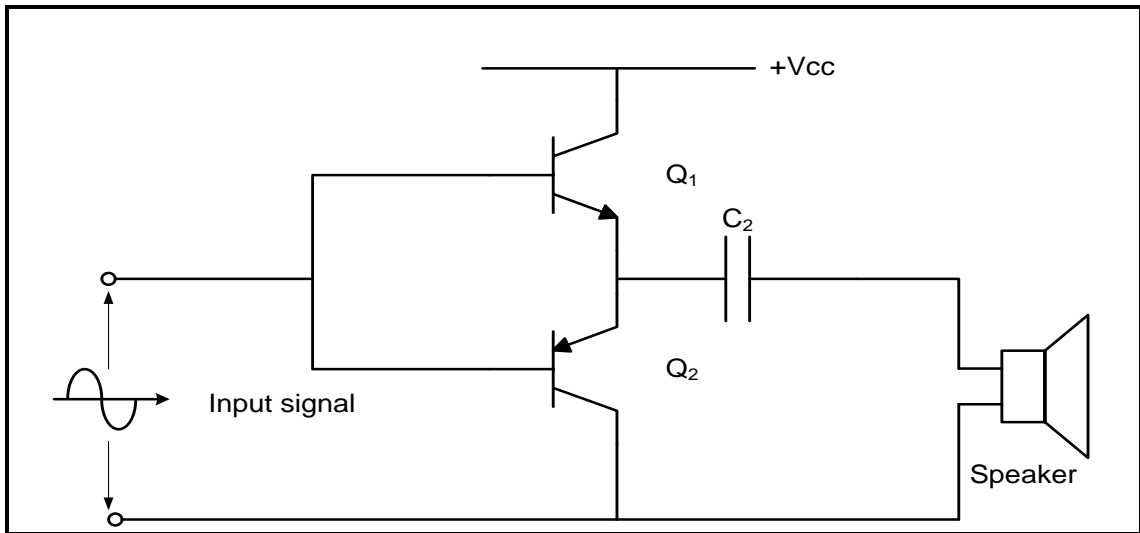 +Vcc
Q₁
C₂
Q₂
Input signal
Speaker